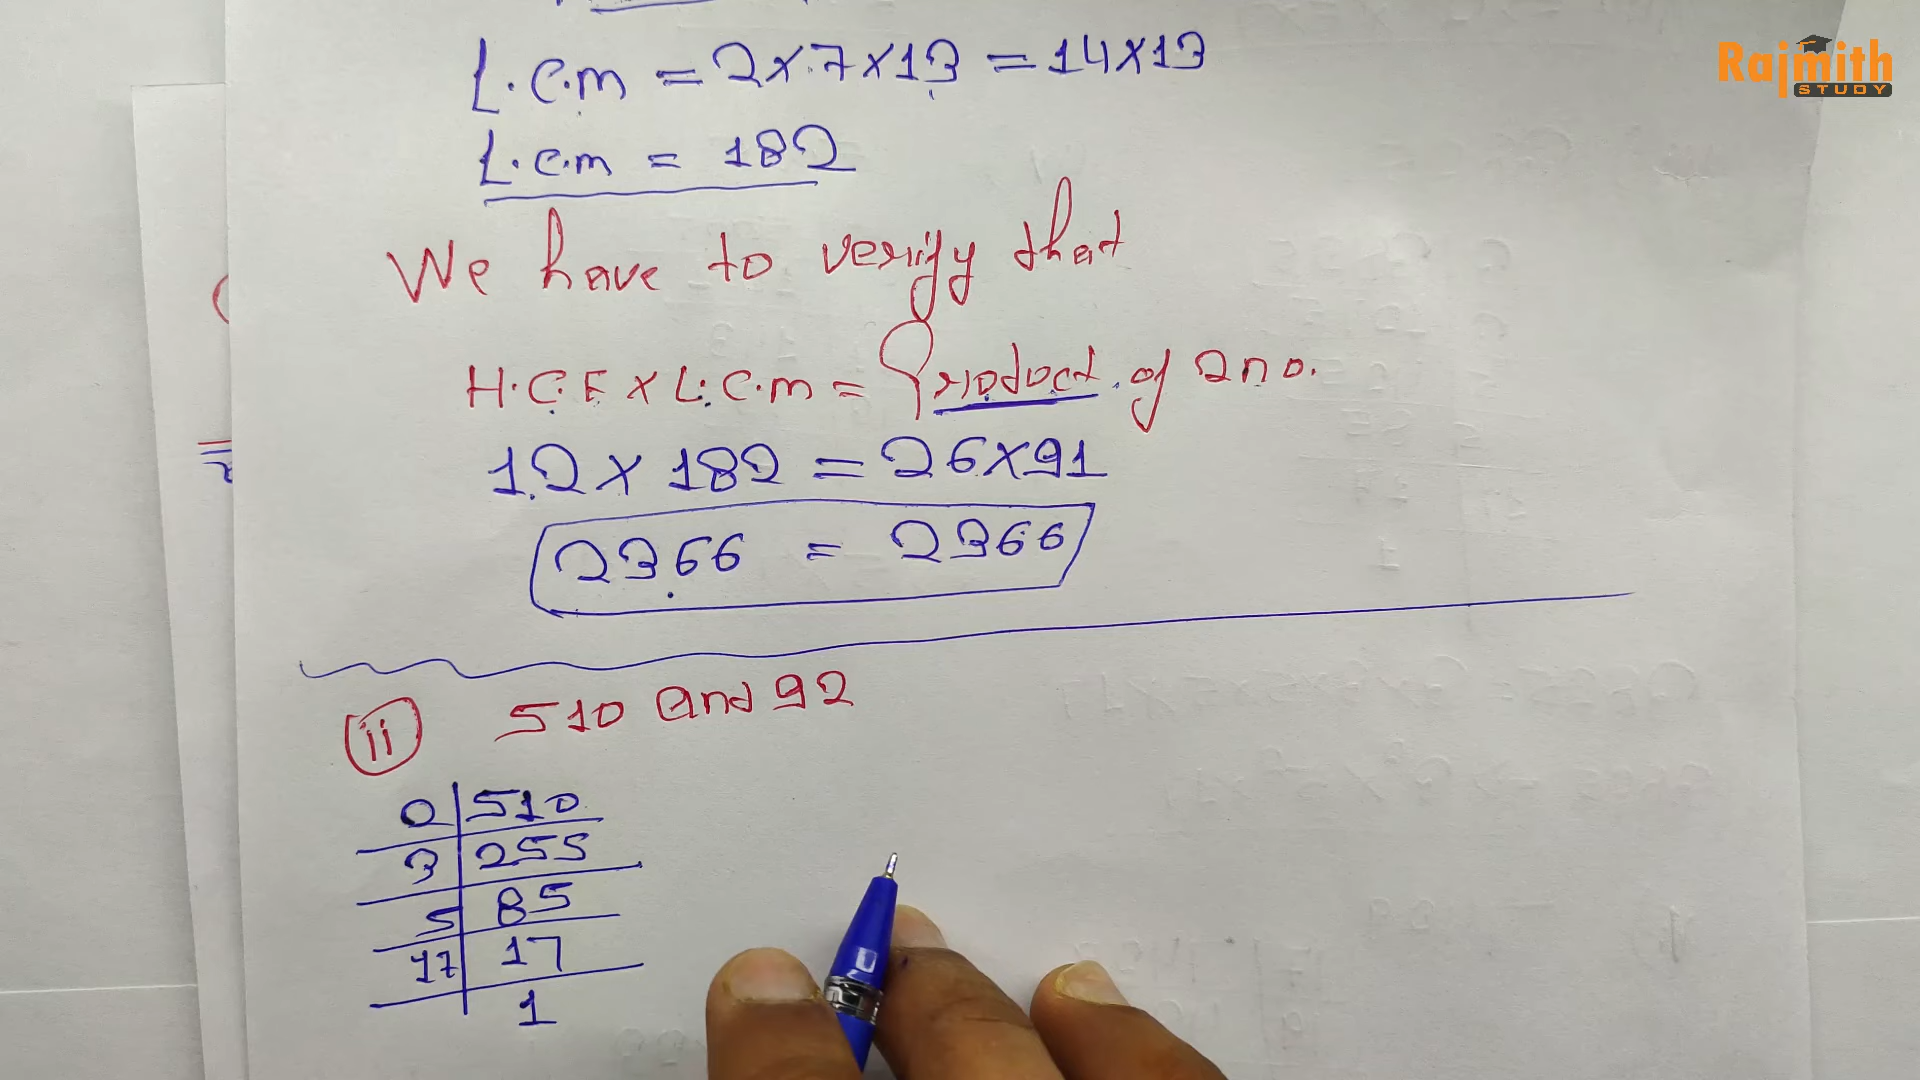 Rajmith
STUDY
L.C.M = 2×7×13 = 14×13
L.C.M = 182
We have to verify that
H.C.F × L.C.M = Product of 2 no.
12 × 182 = 26×91
2366 = 2366
ii 510 and 92
2 510
3 255
5 85
17 17
1